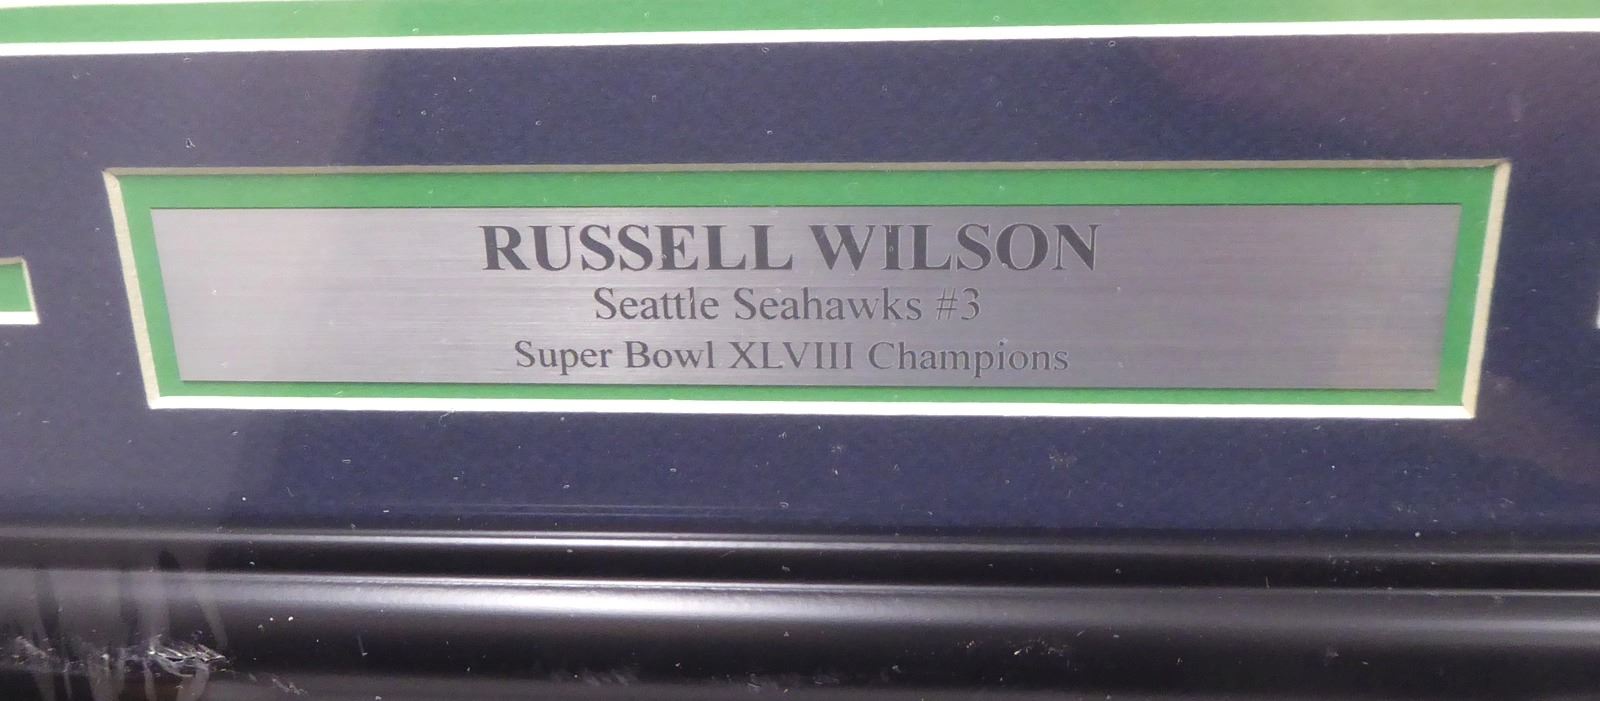 RUSSELL WILSON
Seattle Seahawks #3
Super Bowl XLVIII Champions